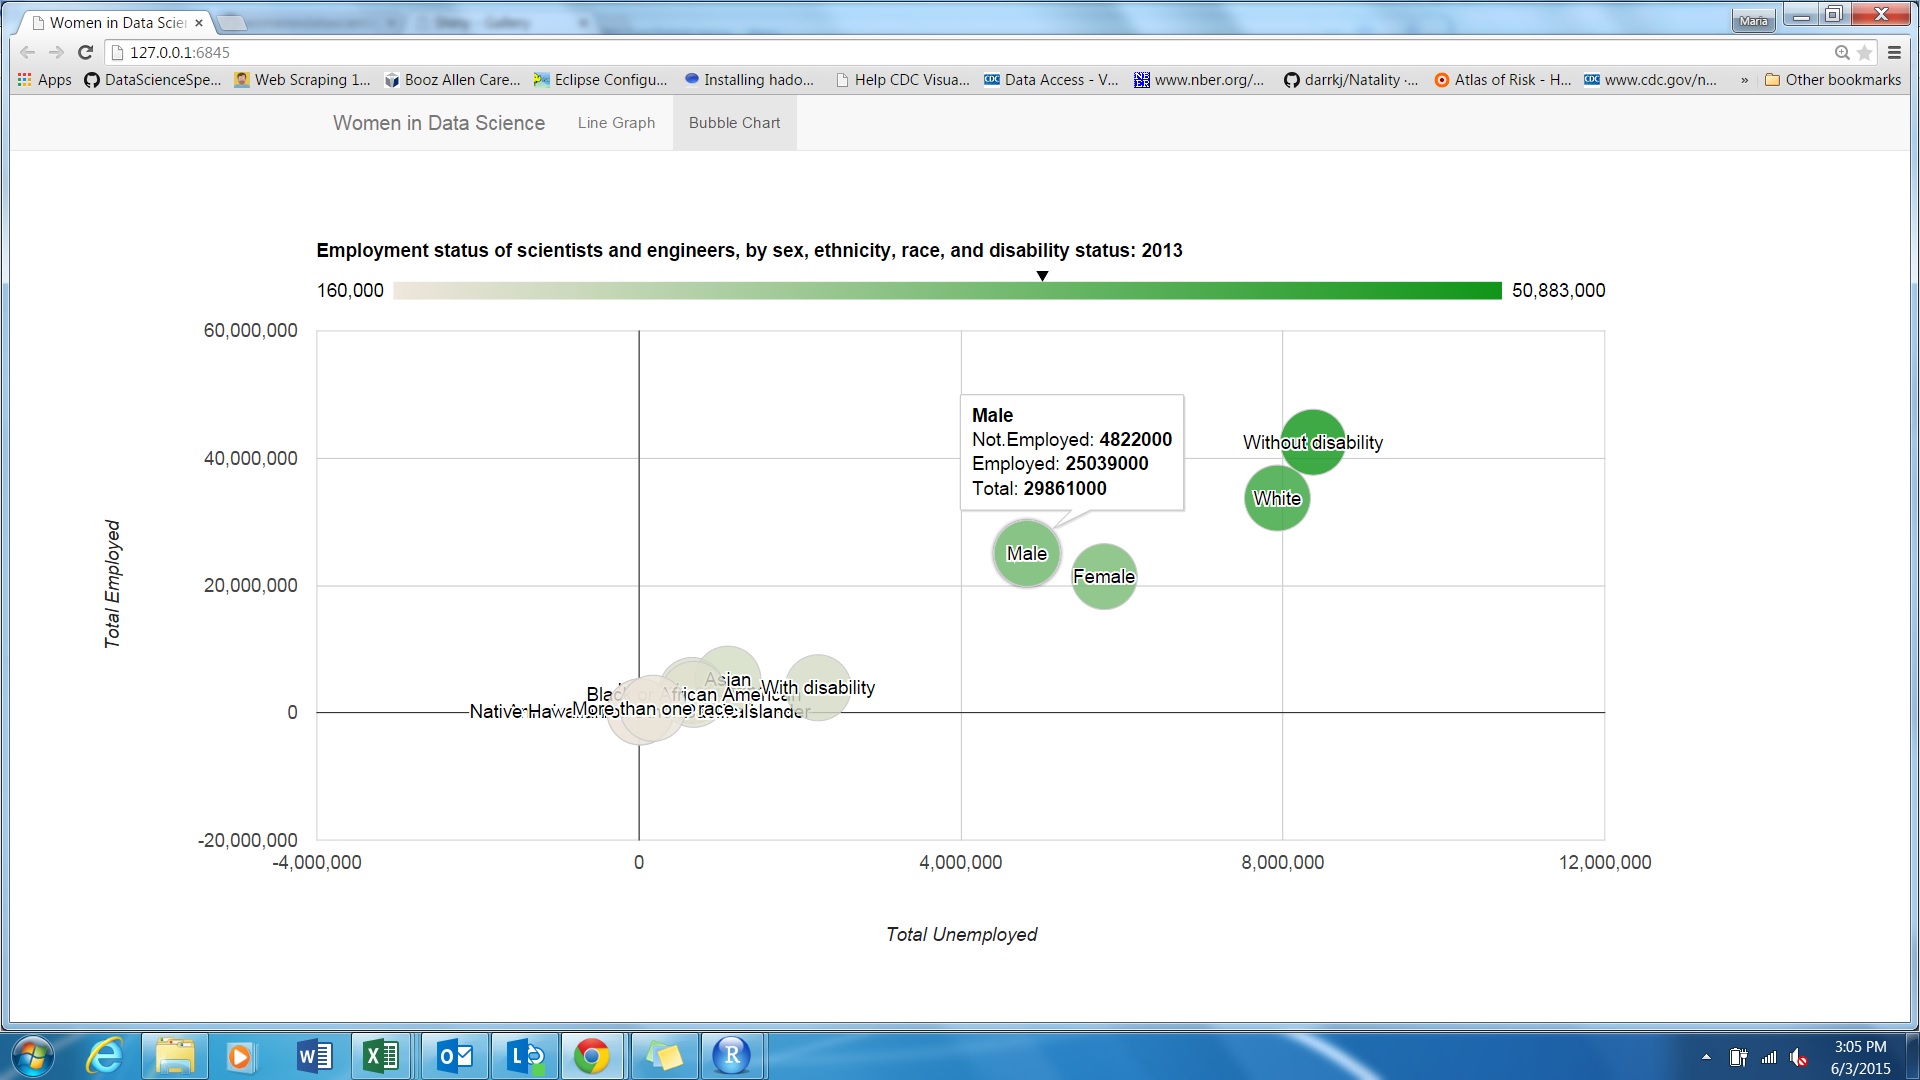 Women in Data Scier
Maria
127.0.0.1:6845
Apps DataScienceSpe... Web Scraping 1... Booz Allen Care... Eclipse Configu... Installing hado... Help CDC Visua... Data Access - V... www.nber.org/... darrkj/Natality ·... Atlas of Risk - H... www.cdc.gov/n... » Other bookmarks
Women in Data Science Line Graph Bubble Chart
Employment status of scientists and engineers, by sex, ethnicity, race, and disability status: 2013
160,000 50,883,000
60,000,000
40,000,000
20,000,000
0
-20,000,000
Total Employed
Male
Not.Employed: 4822000
Employed: 25039000
Total: 29861000
Without disability
White
Male
Female
Asian
With disability
Black or African American
More than one race
Native Hawaiian Islander
-4,000,000 0 4,000,000 8,000,000 12,000,000
Total Unemployed
3:05 PM
6/3/2015